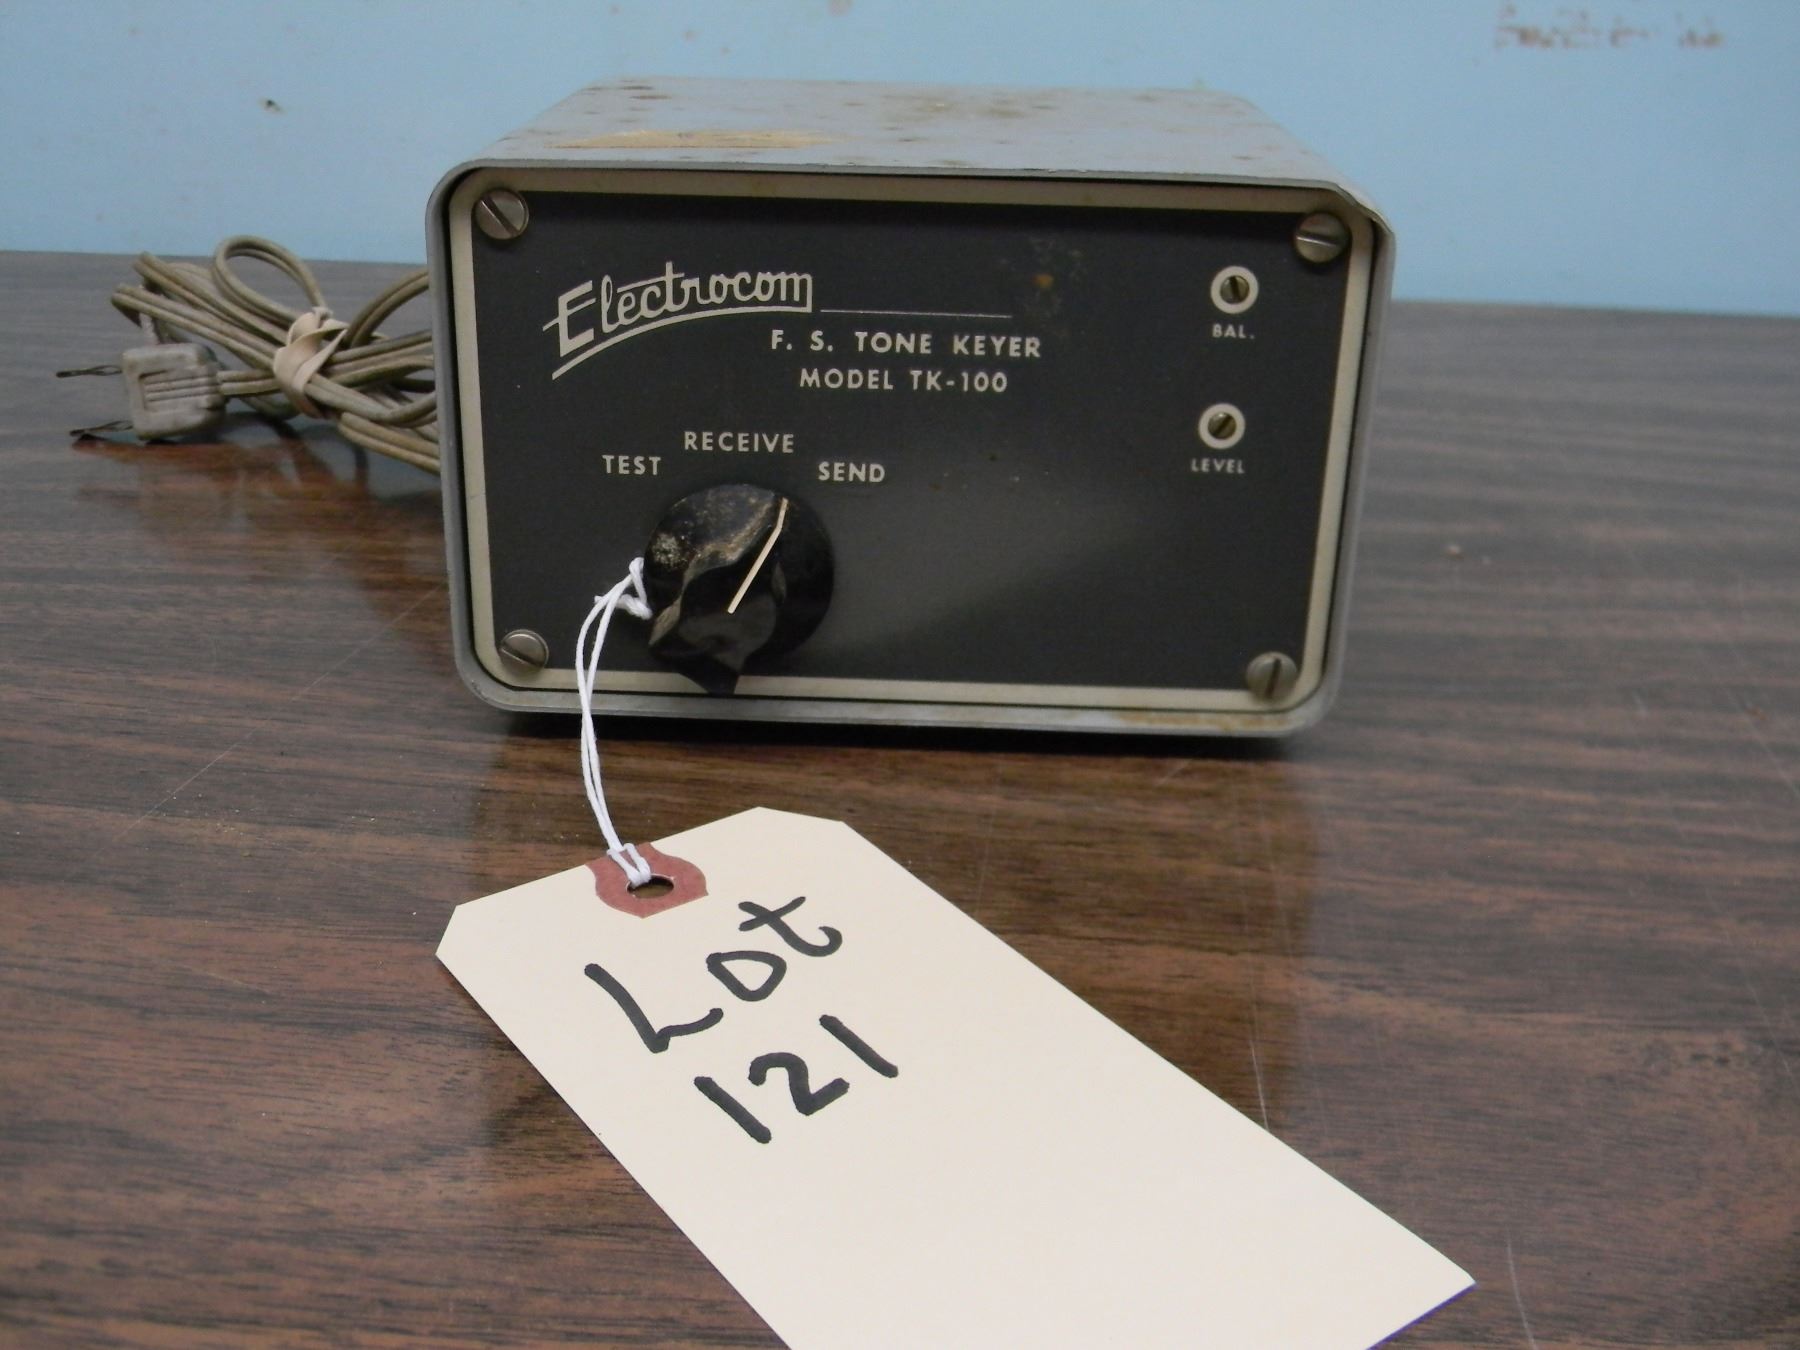 Electrocom
F. S. TONE KEYER
MODEL TK-100
BAL.
LEVEL
RECEIVE
TEST
SEND
Lot
121